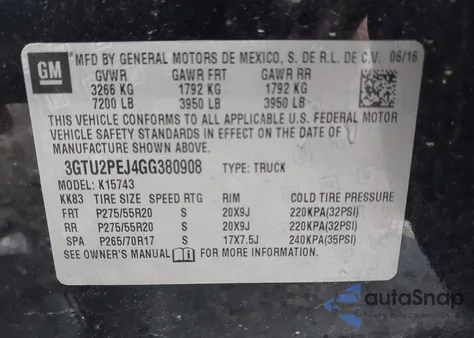 GM
MFD BY GENERAL MOTORS DE MEXICO, S. DE R.L. DE C.V. 06/16
GVWR GAWR FRT GAWR RR
3266 KG 1792 KG 1792 KG
7200 LB 3950 LB 3950 LB
THIS VEHICLE CONFORMS TO ALL APPLICABLE U.S. FEDERAL MOTOR
VEHICLE SAFETY STANDARDS IN EFFECT ON THE DATE OF
MANUFACTURE SHOWN ABOVE.
3GTU2PEJ4GG380908 TYPE: TRUCK
MODEL: K15743
KK83 TIRE SIZE SPEED RTG RIM COLD TIRE PRESSURE
FRT P275/55R20 S 20X9J 220KPA(32PSI)
RR P275/55R20 S 20X9J 220KPA(32PSI)
SPA P265/70R17 S 17X7.5J 240KPA(35PSI)
SEE OWNER'S MANUAL FOR MORE INFORMATION.
autoSnap